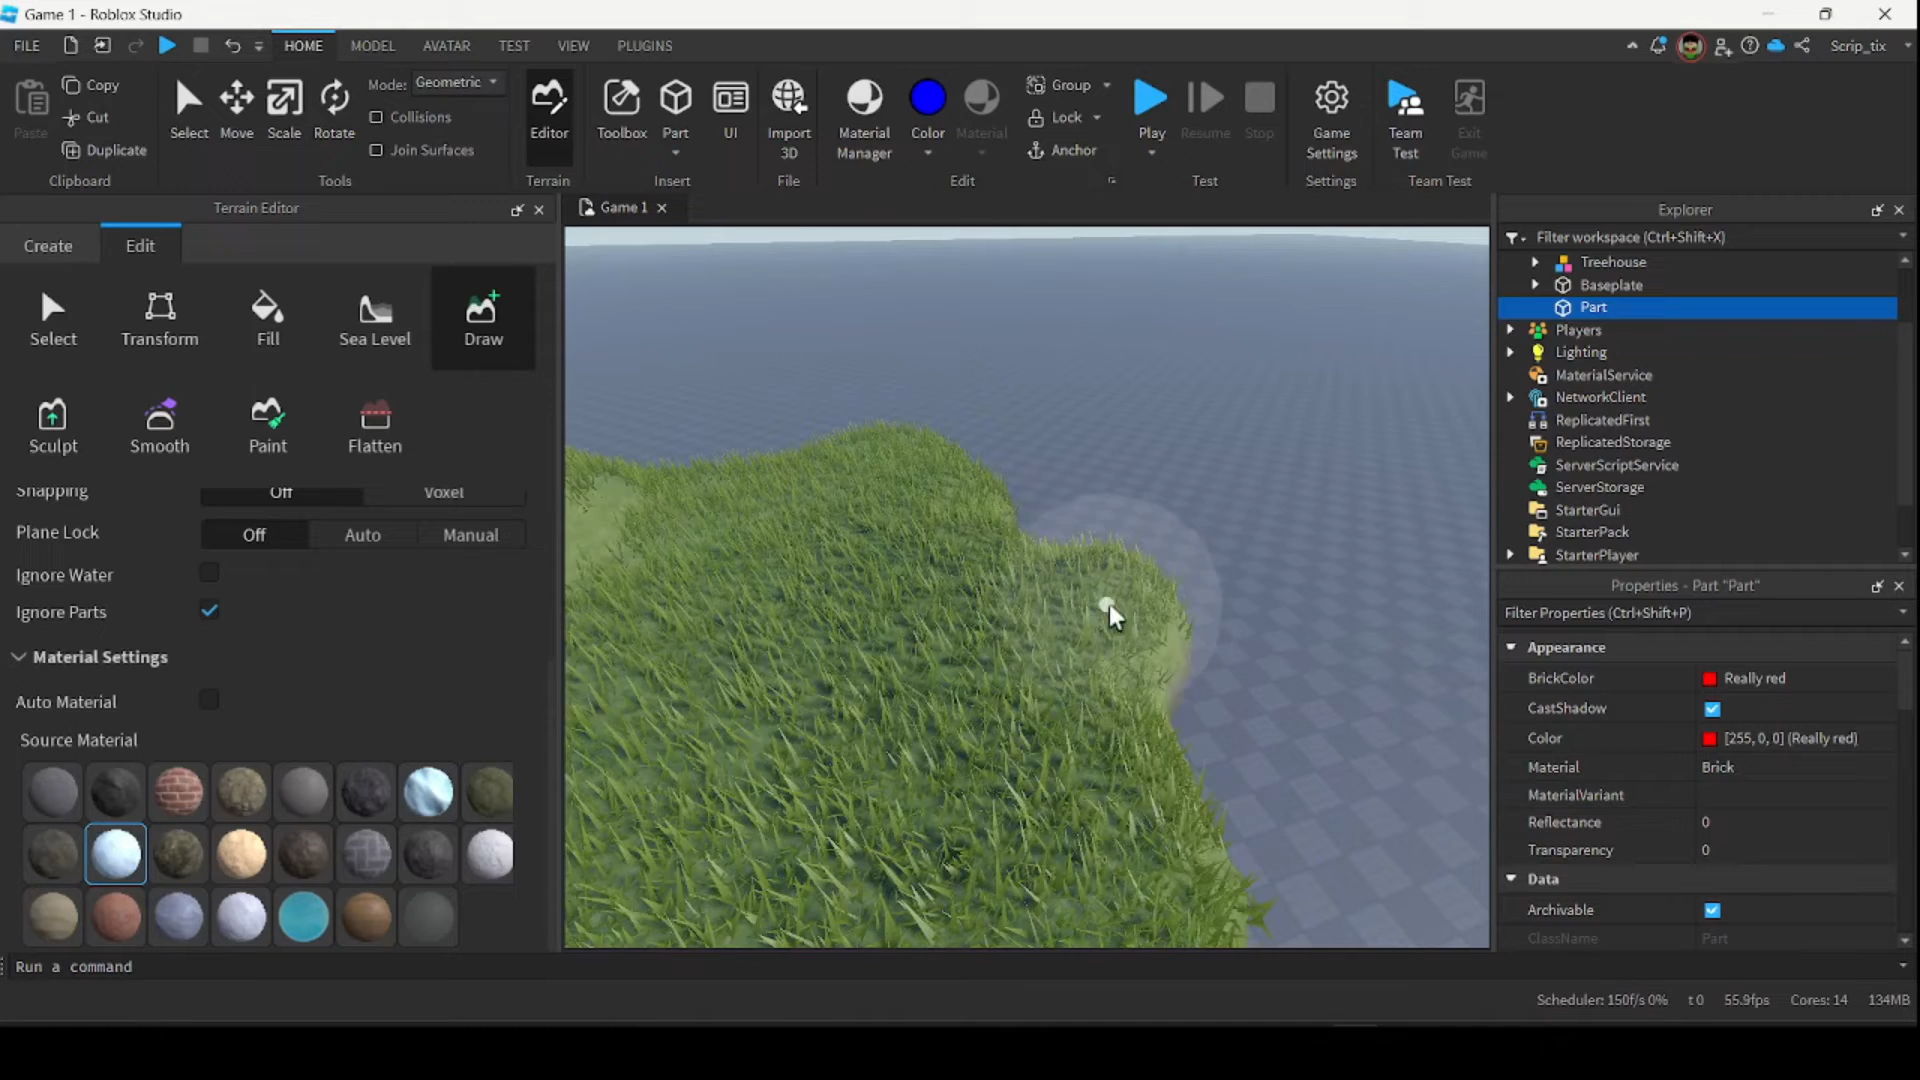 Game 1 - Roblox Studio
FILE HOME MODEL AVATAR TEST VIEW PLUGINS Scrip_tix
Paste Copy Cut Duplicate Clipboard
Select Move Scale Rotate Mode: Geometric Collisions Join Surfaces Tools
Editor Terrain
Toolbox Part UI Insert
Import 3D File
Material Manager Color Material Group Lock Anchor Edit
Play Resume Stop Test
Game Settings Settings
Team Test Exit Game Team Test
Terrain Editor
Create Edit
Select Transform Fill Sea Level Draw
Sculpt Smooth Paint Flatten
Snapping Off Voxel
Plane Lock Off Auto Manual
Ignore Water
Ignore Parts
Material Settings
Auto Material
Source Material
Game 1
Explorer
Filter workspace (Ctrl+Shift+X)
Treehouse
Baseplate
Part
Players
Lighting
MaterialService
NetworkClient
ReplicatedFirst
ReplicatedStorage
ServerScriptService
ServerStorage
StarterGui
StarterPack
StarterPlayer
Properties - Part "Part"
Filter Properties (Ctrl+Shift+P)
Appearance
BrickColor Really red
CastShadow
Color [255, 0, 0] (Really red)
Material Brick
MaterialVariant
Reflectance 0
Transparency 0
Data
Archivable
ClassName Part
Run a command
Scheduler: 150f/s 0% t 0 55.9fps Cores: 14 134MB